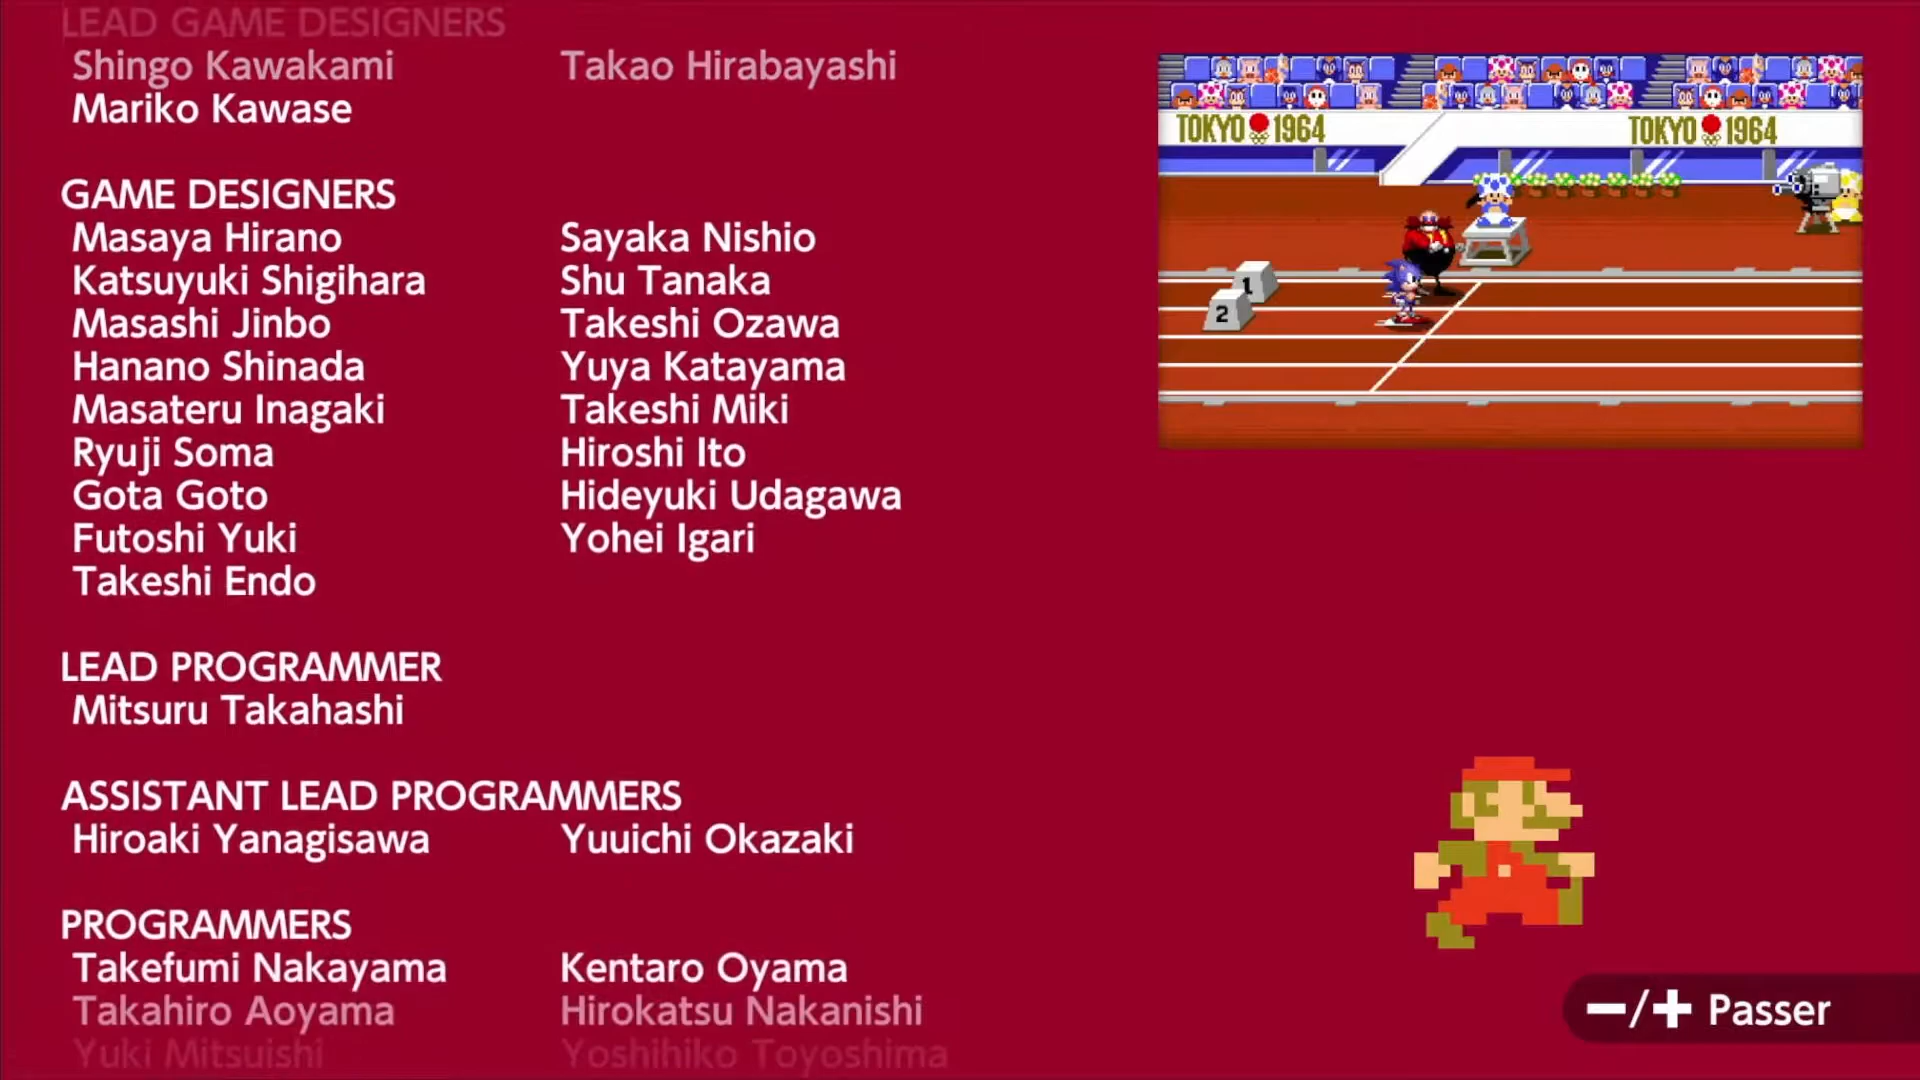 LEAD GAME DESIGNERS
Shingo Kawakami Takao Hirabayashi
Mariko Kawase
GAME DESIGNERS
Masaya Hirano Sayaka Nishio
Katsuyuki Shigihara Shu Tanaka
Masashi Jinbo Takeshi Ozawa
Hanano Shinada Yuya Katayama
Masateru Inagaki Takeshi Miki
Ryuji Soma Hiroshi Ito
Gota Goto Hideyuki Udagawa
Futoshi Yuki Yohei Igari
Takeshi Endo
LEAD PROGRAMMER
Mitsuru Takahashi
ASSISTANT LEAD PROGRAMMERS
Hiroaki Yanagisawa Yuuichi Okazaki
PROGRAMMERS
Takefumi Nakayama Kentaro Oyama
Takahiro Aoyama Hirokatsu Nakanishi
Yuki Mitsuishi Yoshihiko Toyoshima
TOKYO 1964 TOKYO 1964
1
2
−/+ Passer